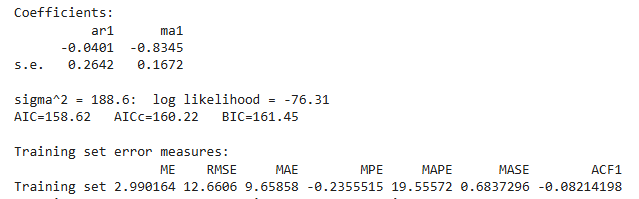 Coefficients:
ar1 ma1
-0.0401 -0.8345
s.e. 0.2642 0.1672
sigma^2 = 188.6: log likelihood = -76.31
AIC=158.62 AICc=160.22 BIC=161.45
Training set error measures:
ME RMSE MAE MPE MAPE MASE ACF1
Training set 2.990164 12.6606 9.65858 -0.2355515 19.55572 0.6837296 -0.08214198